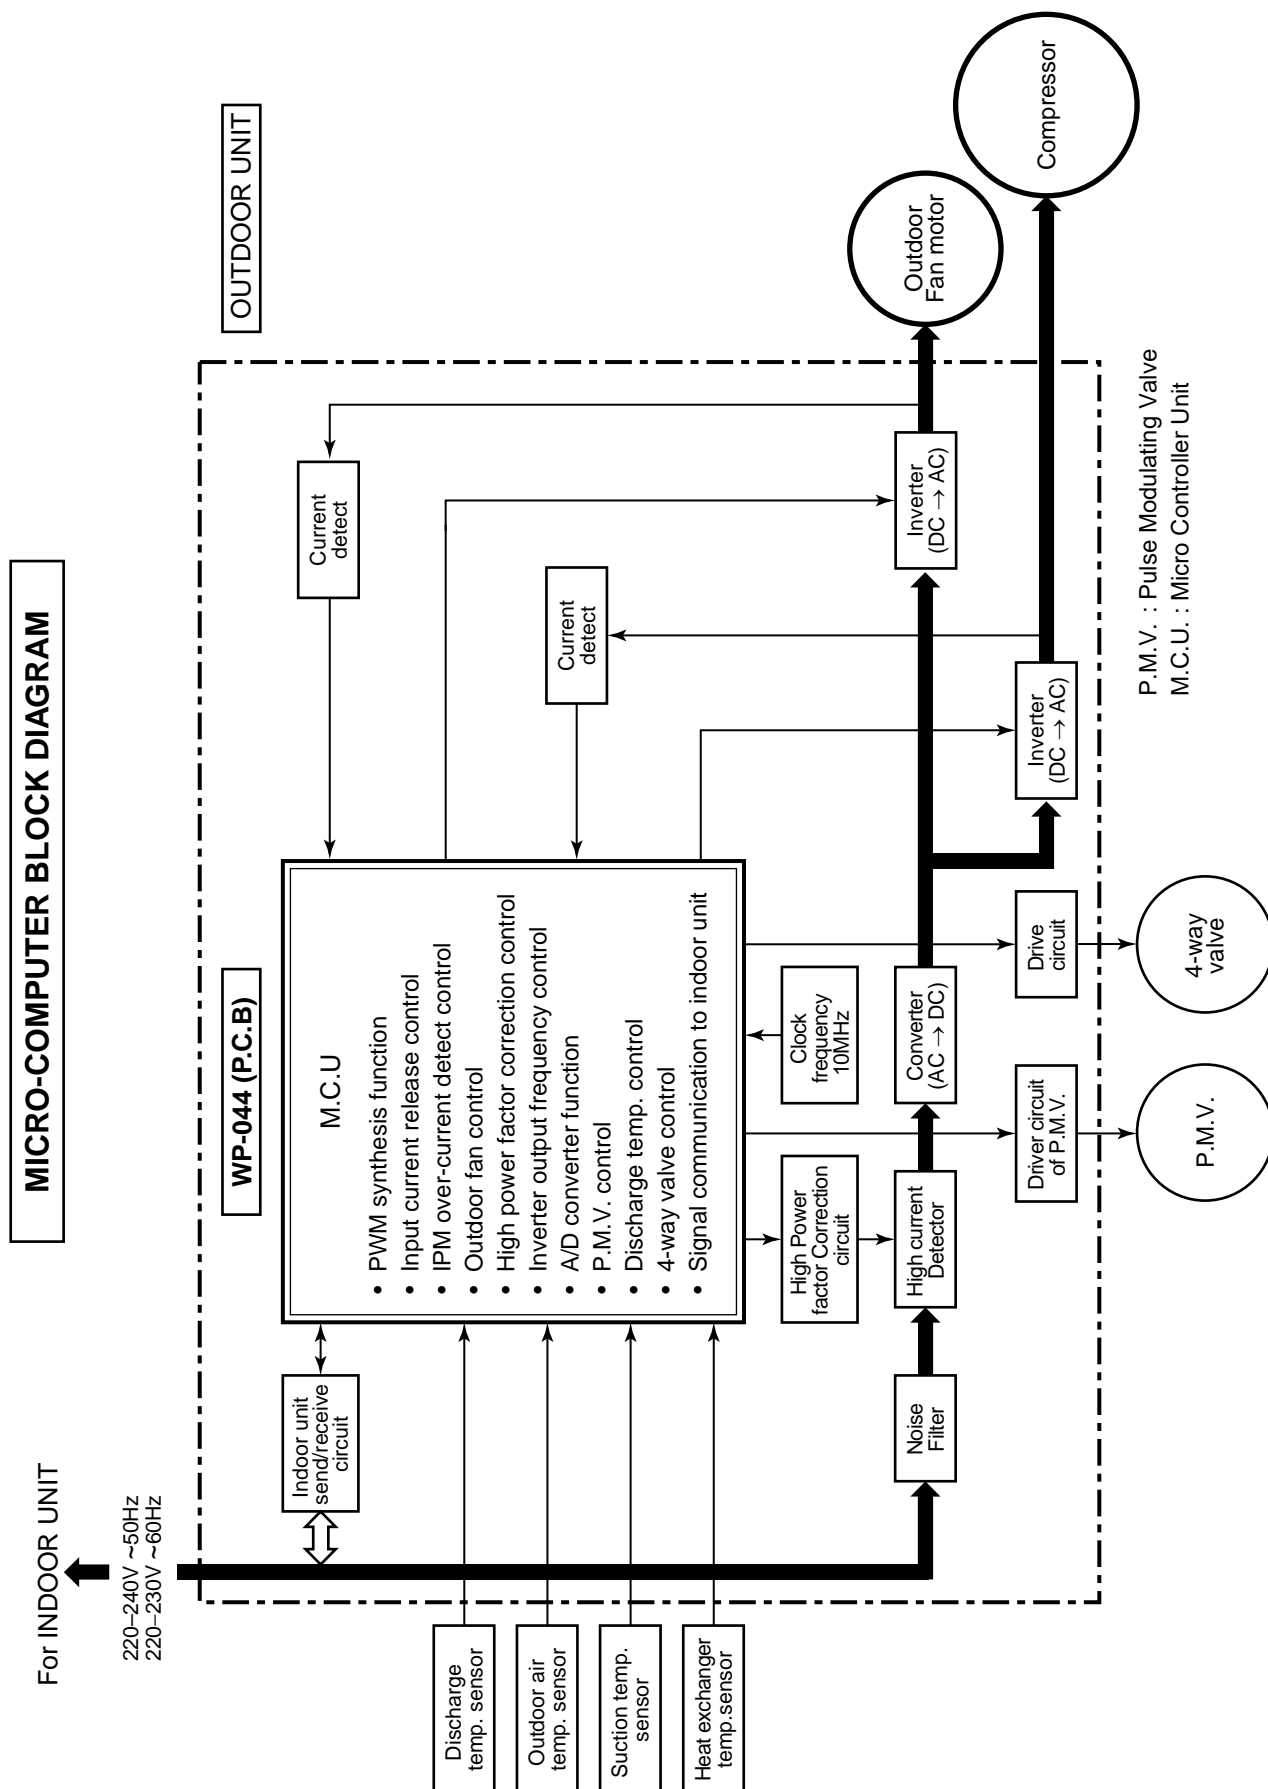 MICRO-COMPUTER BLOCK DIAGRAM
For INDOOR UNIT
220–240V ~50Hz
220–230V ~60Hz
WP-044 (P.C.B)
OUTDOOR UNIT
Indoor unit
send/receive
circuit
M.C.U
• PWM synthesis function
• Input current release control
• IPM over-current detect control
• Outdoor fan control
• High power factor correction control
• Inverter output frequency control
• A/D converter function
• P.M.V. control
• Discharge temp. control
• 4-way valve control
• Signal communication to indoor unit
Current
detect
Current
detect
Discharge
temp. sensor
Outdoor air
temp. sensor
Suction temp.
sensor
Heat exchanger
temp.sensor
High Power
factor Correction
circuit
Clock
frequency
10MHz
Noise
Filter
High current
Detector
Converter
(AC → DC)
Inverter
(DC → AC)
Outdoor
Fan motor
Driver circuit
of P.M.V.
Drive
circuit
Inverter
(DC → AC)
Compressor
P.M.V.
4-way
valve
P.M.V. : Pulse Modulating Valve
M.C.U. : Micro Controller Unit